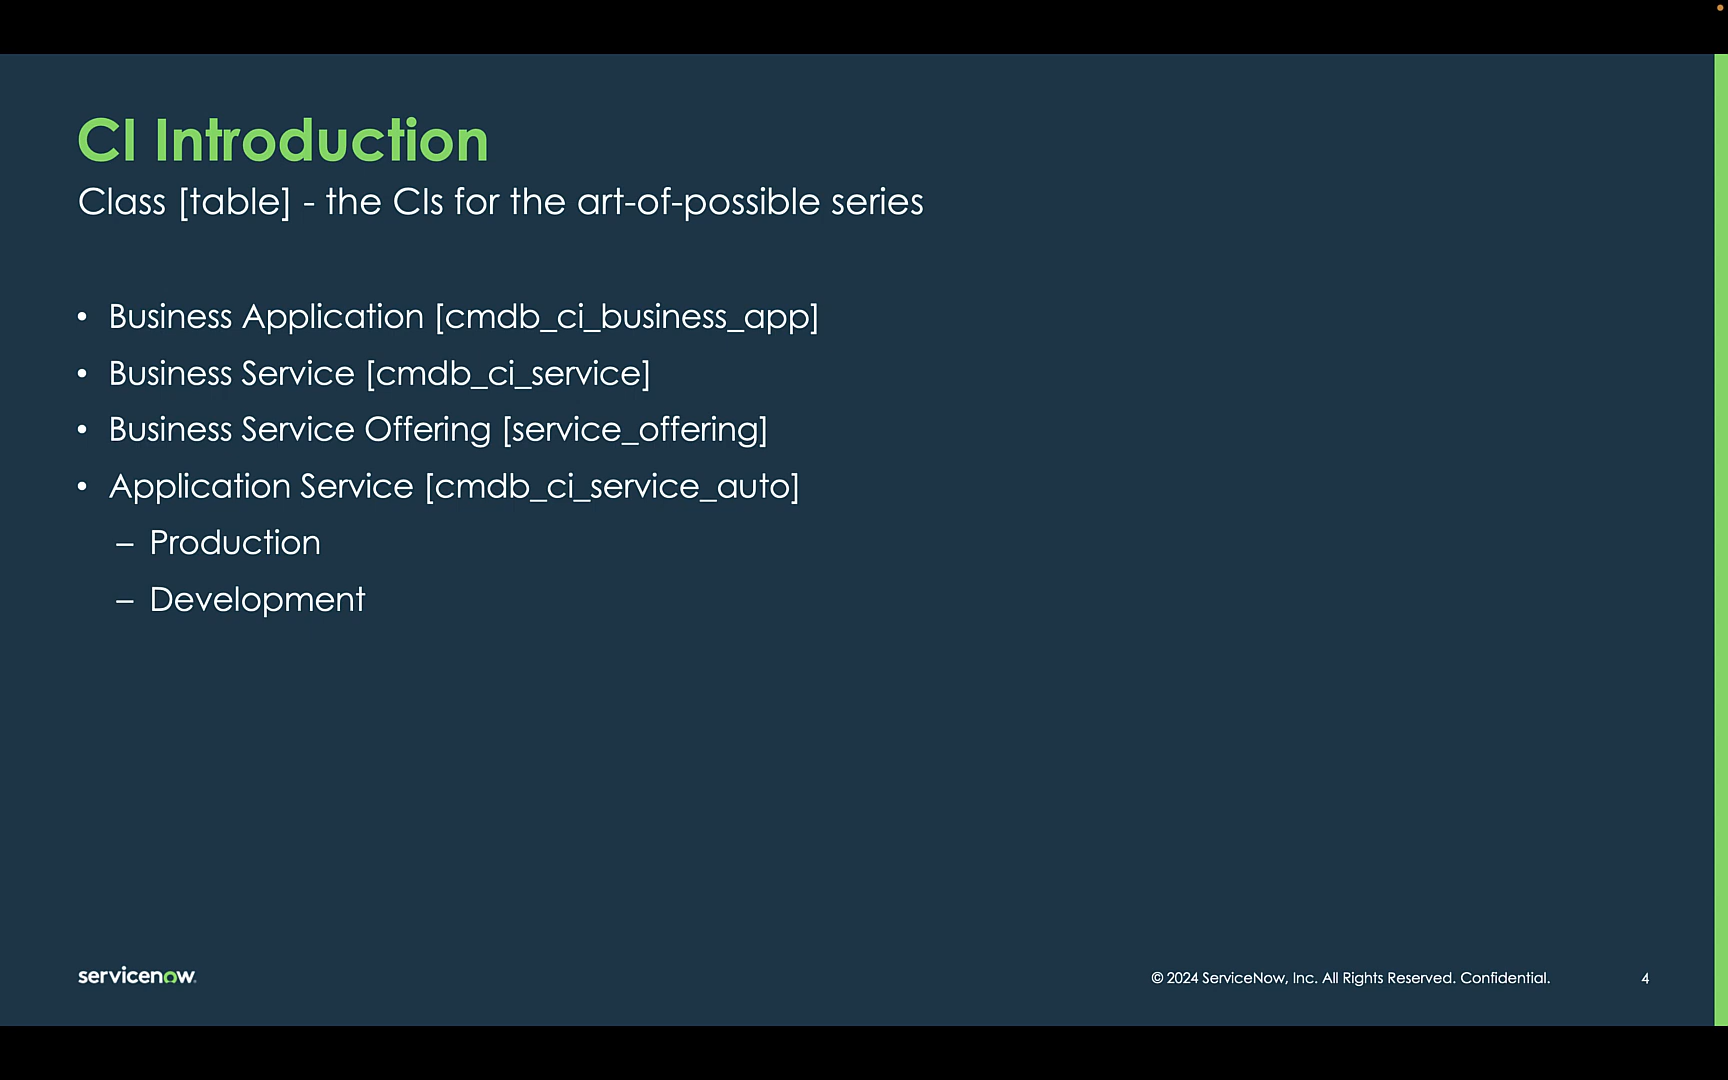 CI Introduction
Class [table] - the CIs for the art-of-possible series
• Business Application [cmdb_ci_business_app]
• Business Service [cmdb_ci_service]
• Business Service Offering [service_offering]
• Application Service [cmdb_ci_service_auto]
– Production
– Development
servicenow.
© 2024 ServiceNow, Inc. All Rights Reserved. Confidential.
4